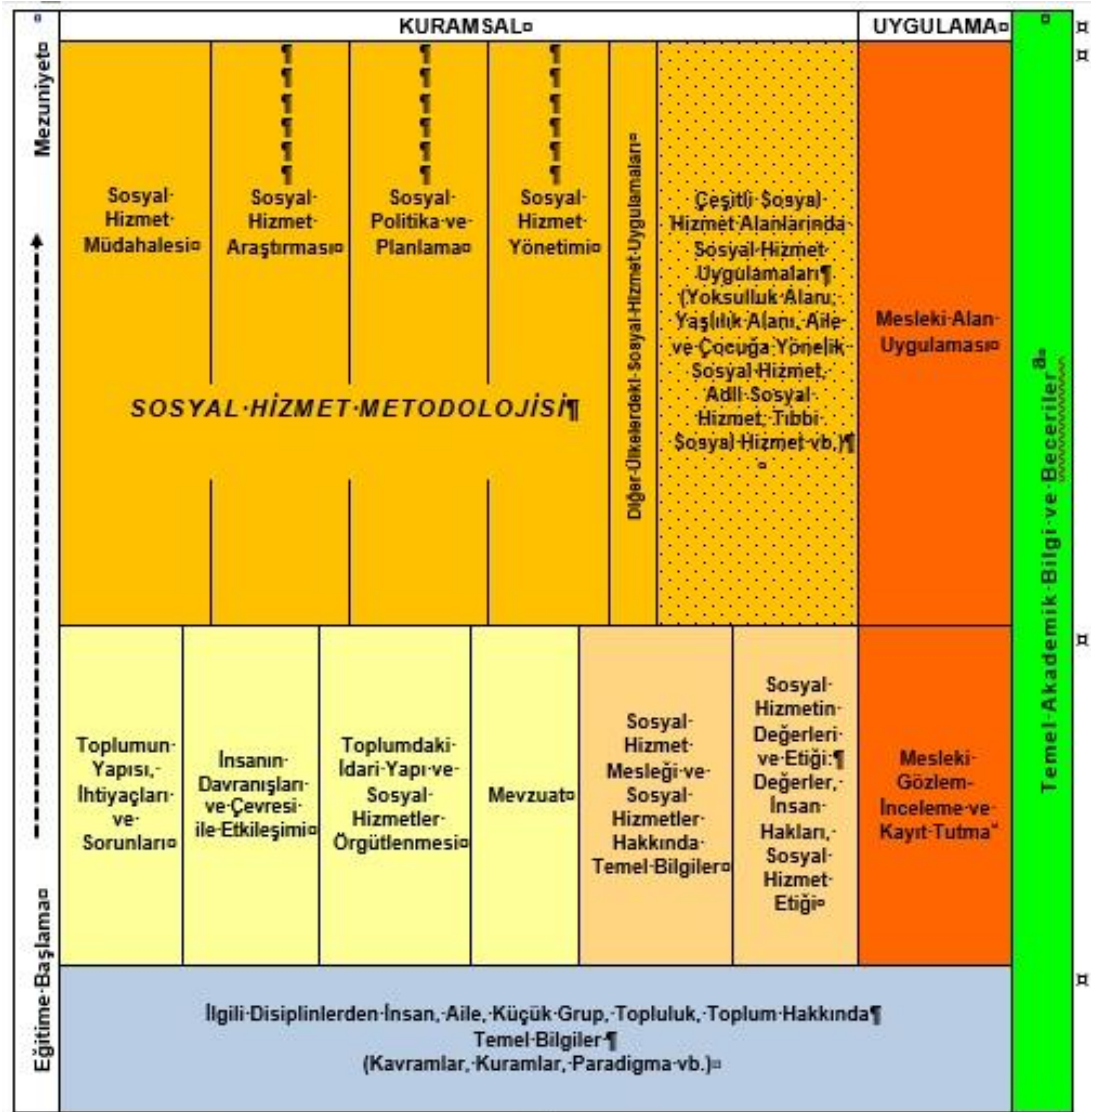 KURAMSAL¤
UYGULAMA¤
Mezuniyet¤
Eğitime·Başlama¤
Sosyal·
Hizmet·
Müdahalesi¤
¶
¶
¶
¶
¶
¶
Sosyal·
Hizmet·
Araştırması¤
¶
¶
¶
¶
¶
¶
Sosyal·
Politika·ve·
Planlama¤
¶
¶
¶
¶
¶
¶
Sosyal·
Hizmet·
Yönetimi¤
SOSYAL·HİZMET·METODOLOJİSİ¶
Diğer·Ülkelerdeki·Sosyal·Hizmet·Uygulamaları¤
Çeşitli·Sosyal·
Hizmet·Alanlarında·
Sosyal·Hizmet·
Uygulamaları¶
(Yoksulluk·Alanı,·
Yaşlılık·Alanı,·Aile·
ve·Çocuğa·Yönelik·
Sosyal·Hizmet,·
Adli·Sosyal·
Hizmet,·Tıbbi·
Sosyal·Hizmet·vb.)¶
¤
Mesleki·Alan·
Uygulaması¤
Temel·Akademik·Bilgi·ve·Becerilerª¤
Toplumun·
Yapısı,·
İhtiyaçları·
ve·
Sorunları¤
İnsanın·
Davranışları·
ve·Çevresi·
ile·Etkileşimi¤
Toplumdaki·
İdari·Yapı·ve·
Sosyal·
Hizmetler·
Örgütlenmesi¤
Mevzuat¤
Sosyal·
Hizmet·
Mesleği·ve·
Sosyal·
Hizmetler·
Hakkında·
Temel·Bilgiler¤
Sosyal·
Hizmetin·
Değerleri·
ve·Etiği:¶
Değerler,·
İnsan·
Hakları,·
Sosyal·
Hizmet·
Etiği¤
Mesleki·
Gözlem·
İnceleme·ve·
Kayıt·Tutma¤
İlgili·Disiplinlerden·İnsan,·Aile,·Küçük·Grup,·Topluluk,·Toplum·Hakkında¶
Temel·Bilgiler·¶
(Kavramlar,·Kuramlar,·Paradigma·vb.)¤